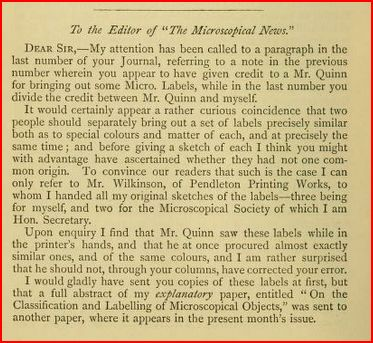 To the Editor of "The Microscopical News."
DEAR SIR,—My attention has been called to a paragraph in the
last number of your Journal, referring to a note in the previous
number wherein you appear to have given credit to a Mr. Quinn
for bringing out some Micro. Labels, while in the last number you
divide the credit between Mr. Quinn and myself.
It would certainly appear a rather curious coincidence that two
people should separately bring out a set of labels precisely similar
both as to special colours and matter of each, and at precisely the
same time; and before giving a sketch of each I think you might
with advantage have ascertained whether they had not one com-
mon origin. To convince our readers that such is the case I can
only refer to Mr. Wilkinson, of Pendleton Printing Works, to
whom I handed all my original sketches of the labels—three being
for myself, and two for the Microscopical Society of which I am
Hon. Secretary.
Upon enquiry I find that Mr. Quinn saw these labels while in
the printer's hands, and that he at once procured almost exactly
similar ones, and of the same colours, and I am rather surprised
that he should not, through your columns, have corrected your error.
I would gladly have sent you copies of these labels at first, but
that a full abstract of my explanatory paper, entitled "On the
Classification and Labelling of Microscopical Objects," was sent to
another paper, where it appears in the present month's issue.